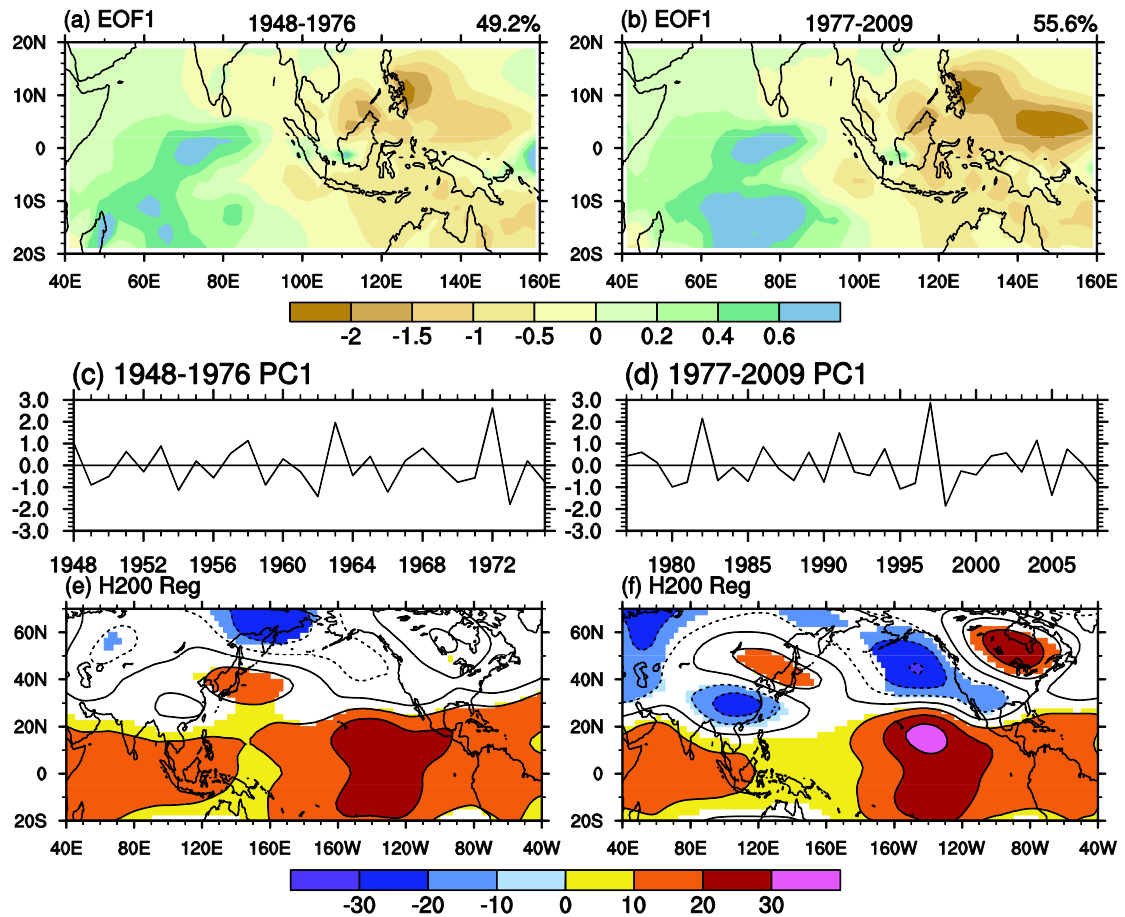 (a) EOF1 1948-1976 49.2% (b) EOF1 1977-2009 55.6%
20N 20N
10N 10N
0 0
10S 10S
20S 20S
40E 60E 80E 100E 120E 140E 160E 40E 60E 80E 100E 120E 140E 160E
-2 -1.5 -1 -0.5 0 0.2 0.4 0.6
(c) 1948-1976 PC1 (d) 1977-2009 PC1
3.0 3.0
2.0 2.0
1.0 1.0
0.0 0.0
-1.0 -1.0
-2.0 -2.0
-3.0 -3.0
1948 1952 1956 1960 1964 1968 1972 1980 1985 1990 1995 2000 2005
(e) H200 Reg (f) H200 Reg
60N 60N
40N 40N
20N 20N
0 0
20S 20S
40E 80E 120E 160E 160W 120W 80W 40W 40E 80E 120E 160E 160W 120W 80W 40W
-30 -20 -10 0 10 20 30